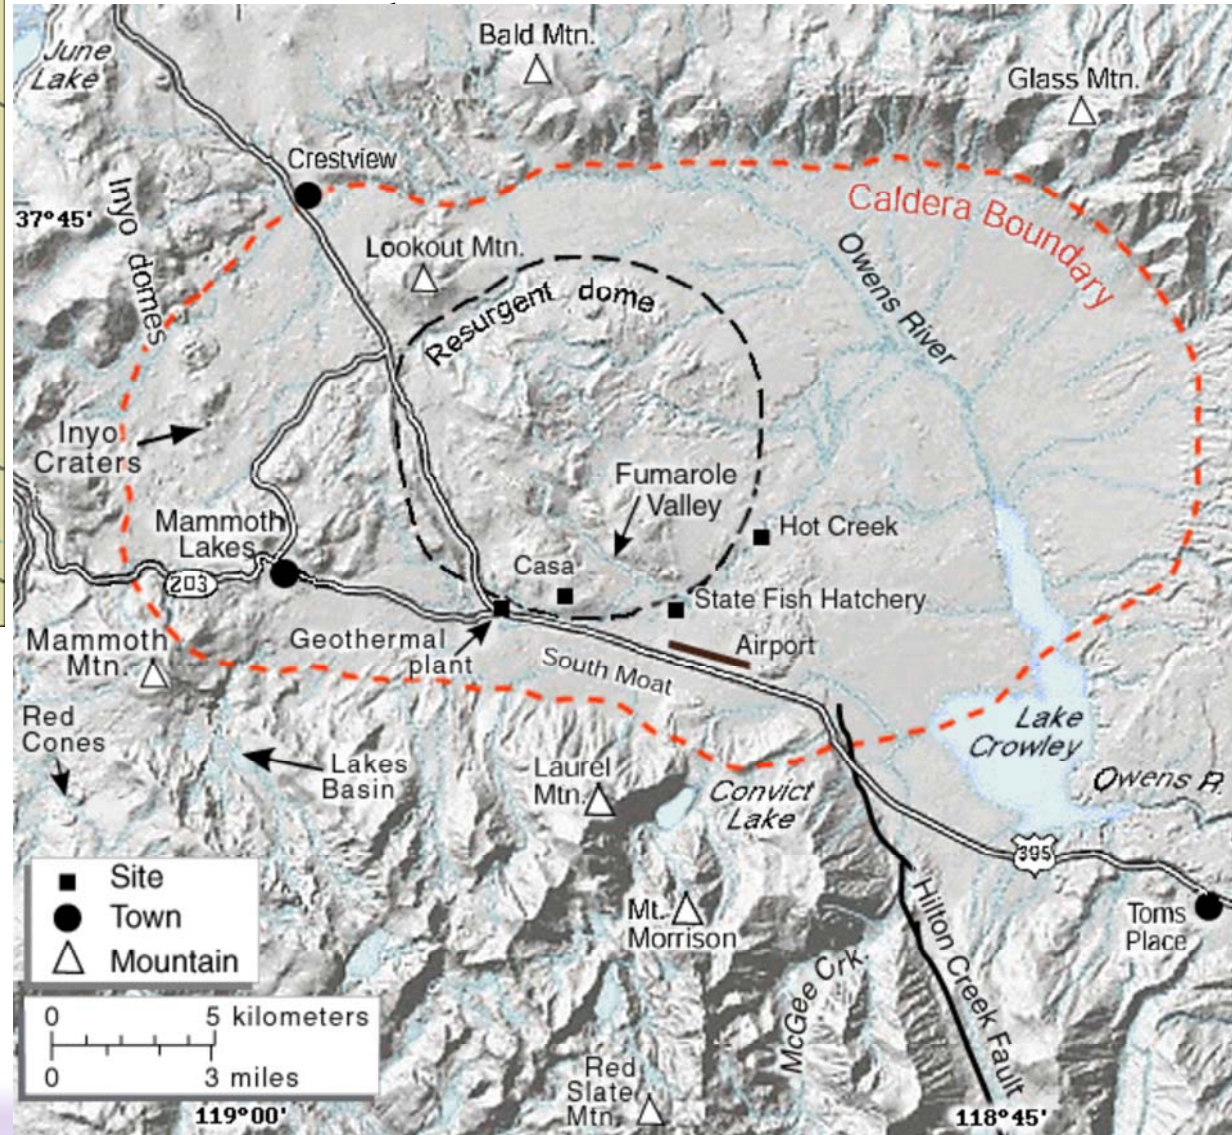 June
Lake
Bald Mtn.
Glass Mtn.
Crestview
37°45'
Inyo domes
Lookout Mtn.
Caldera Boundary
Owens River
Resurgent dome
Inyo
Craters
Fumarole
Valley
Mammoth
Lakes
Hot Creek
203
Casa
State Fish Hatchery
Mammoth
Mtn.
Geothermal
plant
South Moat
Airport
Red
Cones
Lakes
Basin
Laurel
Mtn.
Convict
Lake
Lake
Crowley
Owens R.
395
Site
Town
Mountain
Mt.
Morrison
McGee Crk.
Hilton Creek Fault
Toms
Place
0 5 kilometers
0 3 miles
Red
Slate
Mtn.
119°00'
118°45'